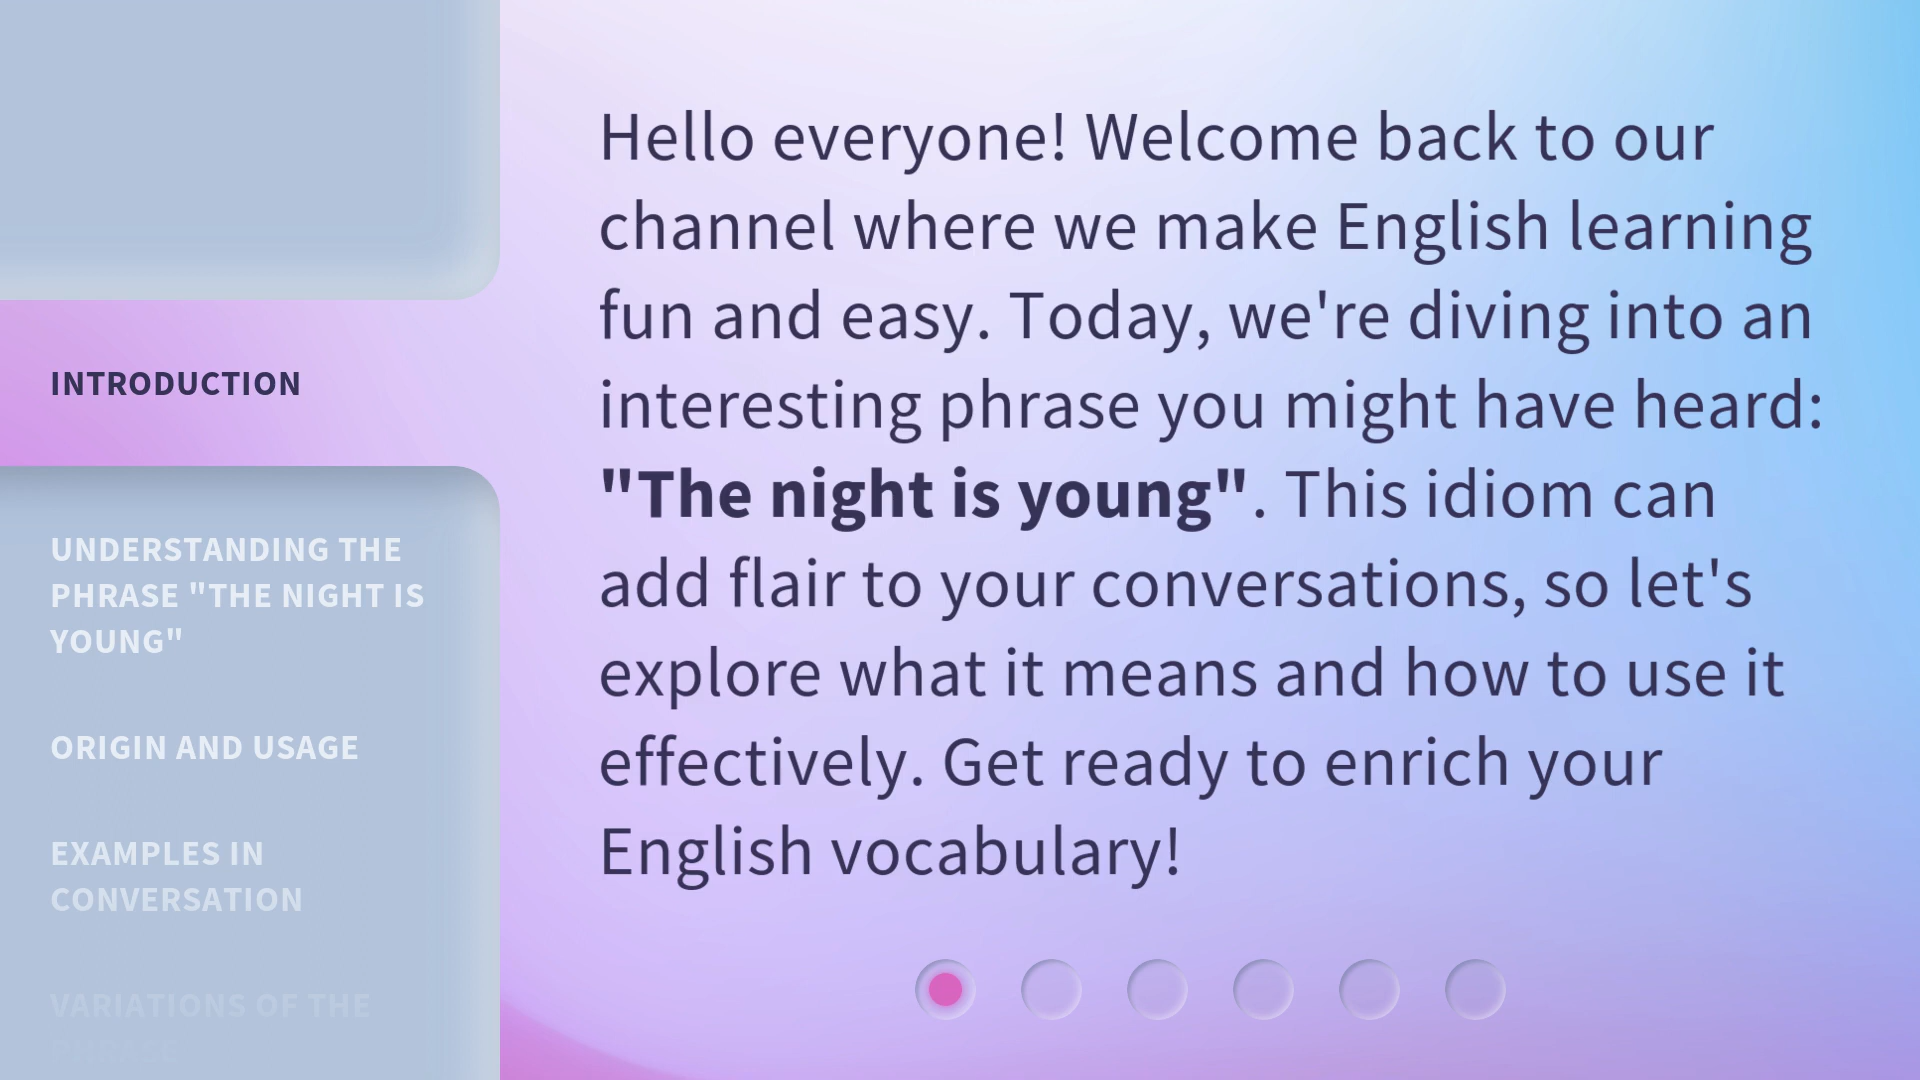 INTRODUCTION
UNDERSTANDING THE
PHRASE "THE NIGHT IS
YOUNG"
ORIGIN AND USAGE
EXAMPLES IN
CONVERSATION
VARIATIONS OF THE
PHRASE
Hello everyone! Welcome back to our
channel where we make English learning
fun and easy. Today, we're diving into an
interesting phrase you might have heard:
"The night is young". This idiom can
add flair to your conversations, so let's
explore what it means and how to use it
effectively. Get ready to enrich your
English vocabulary!